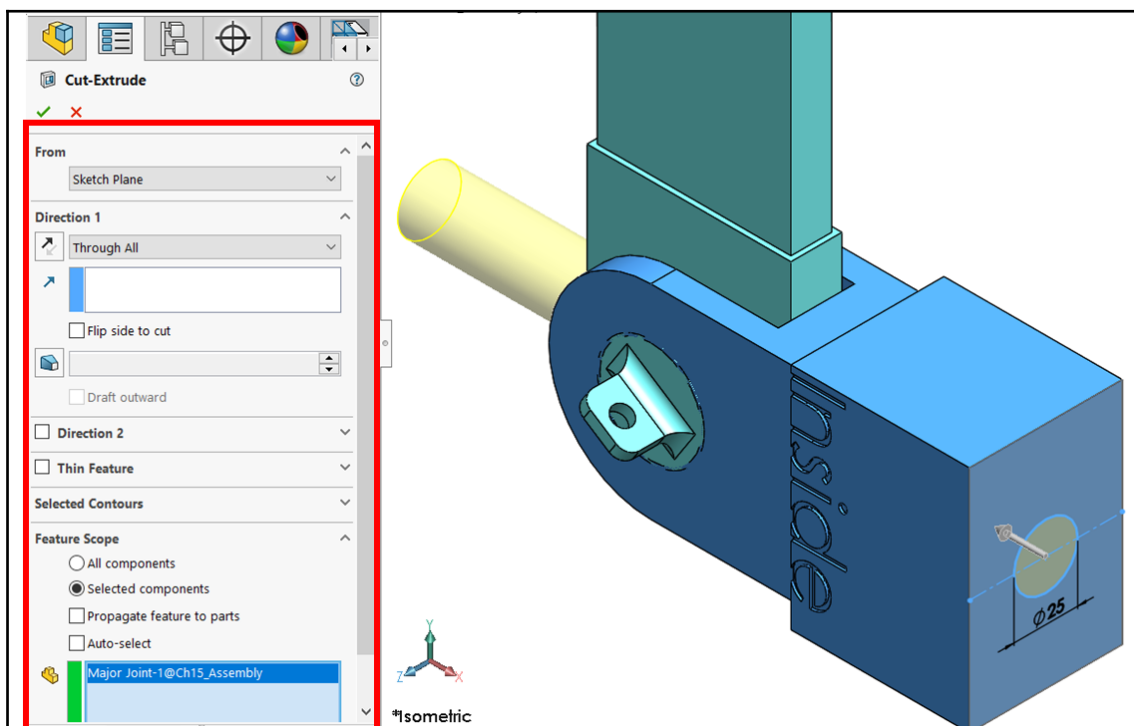 Cut-Extrude
From
Sketch Plane
Direction 1
Through All
Flip side to cut
Draft outward
Direction 2
Thin Feature
Selected Contours
Feature Scope
All components
Selected components
Propagate feature to parts
Auto-select
Major Joint-1@Ch15_Assembly
Inside
Ø25
Y
Z
X
*Isometric